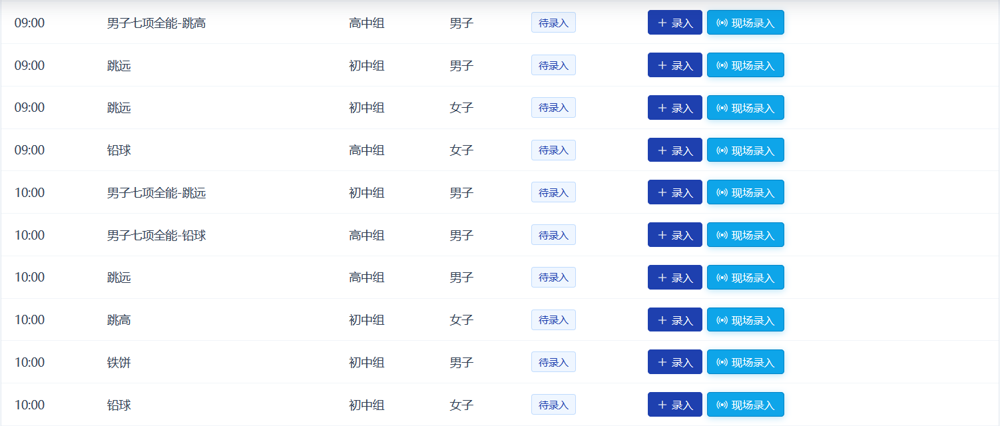 09:00 男子七项全能-跳高 高中组 男子 待录入 + 录入 现场录入
09:00 跳远 初中组 男子 待录入 + 录入 现场录入
09:00 跳远 初中组 女子 待录入 + 录入 现场录入
09:00 铅球 高中组 女子 待录入 + 录入 现场录入
10:00 男子七项全能-跳远 初中组 男子 待录入 + 录入 现场录入
10:00 男子七项全能-铅球 高中组 男子 待录入 + 录入 现场录入
10:00 跳远 高中组 男子 待录入 + 录入 现场录入
10:00 跳高 初中组 女子 待录入 + 录入 现场录入
10:00 铁饼 初中组 男子 待录入 + 录入 现场录入
10:00 铅球 初中组 女子 待录入 + 录入 现场录入